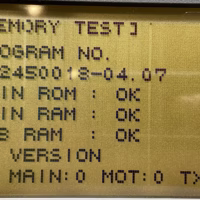 EMORY TEST]
OGRAM NO.
2450018-04.07
IN ROM : OK
IN RAM : OK
B RAM : OK
VERSION
MAIN:0 MOT:0 TX